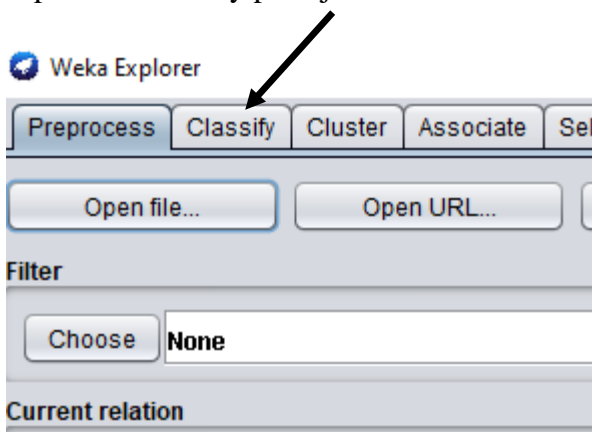 Weka Explorer
Preprocess Classify Cluster Associate
Open file... Open URL...
Filter
Choose None
Current relation